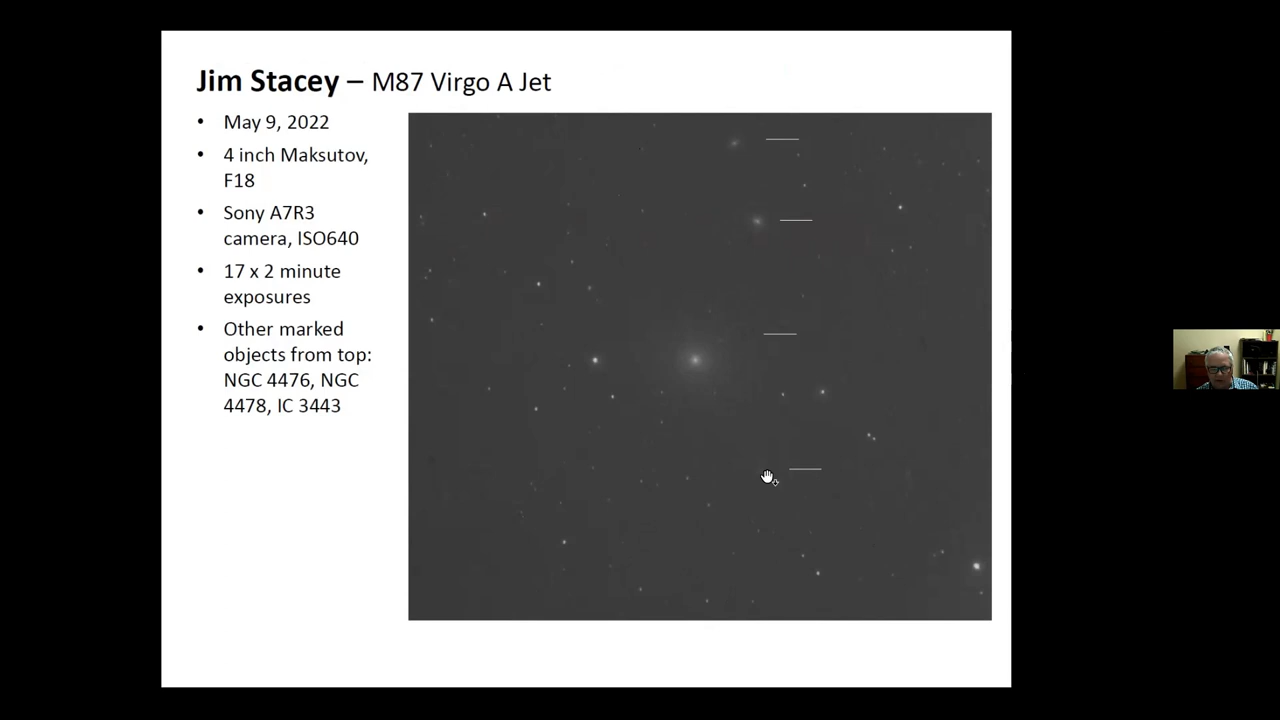 Jim Stacey – M87 Virgo A Jet
• May 9, 2022
• 4 inch Maksutov,
F18
• Sony A7R3
camera, ISO640
• 17 x 2 minute
exposures
• Other marked
objects from top:
NGC 4476, NGC
4478, IC 3443